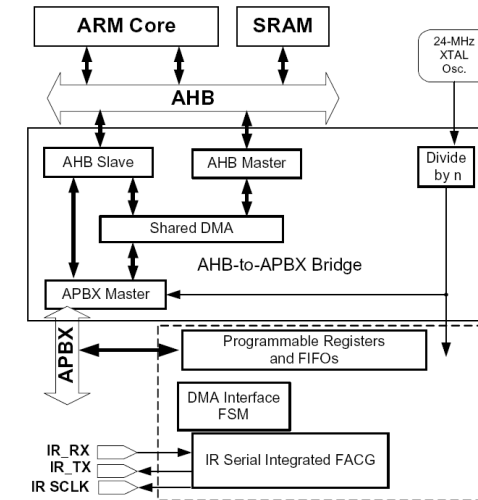 ARM Core
SRAM
24-MHz
XTAL
Osc.
AHB
AHB Slave
AHB Master
Divide
by n
Shared DMA
AHB-to-APBX Bridge
APBX Master
APBX
Programmable Registers
and FIFOs
DMA Interface
FSM
IR_RX
IR_TX
IR SCLK
IR Serial Integrated FACG